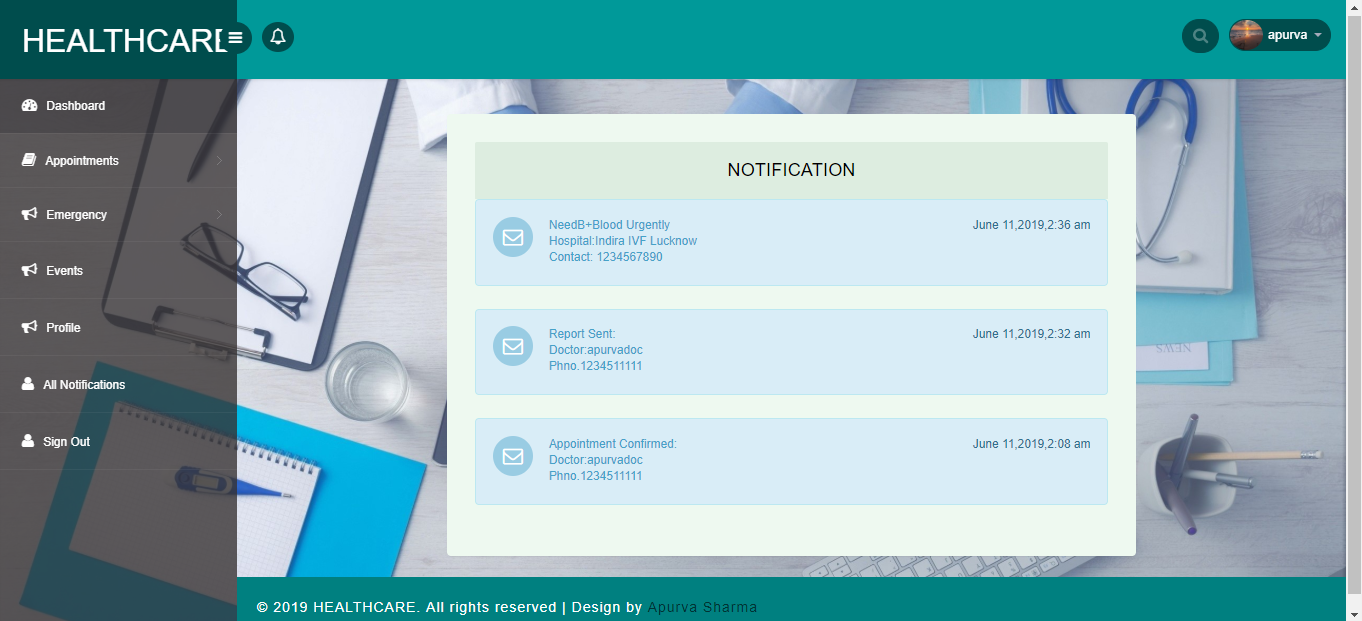 HEALTHCARE
apurva
Dashboard
Appointments
Emergency
Events
Profile
All Notifications
Sign Out
NOTIFICATION
NeedB+Blood Urgently
June 11,2019,2:36 am
Hospital:Indira IVF Lucknow
Contact: 1234567890
Report Sent:
June 11,2019,2:32 am
Doctor:apurvadoc
Phno.1234511111
Appointment Confirmed:
June 11,2019,2:08 am
Doctor:apurvadoc
Phno.1234511111
NEWS
© 2019 HEALTHCARE. All rights reserved | Design by Apurva Sharma